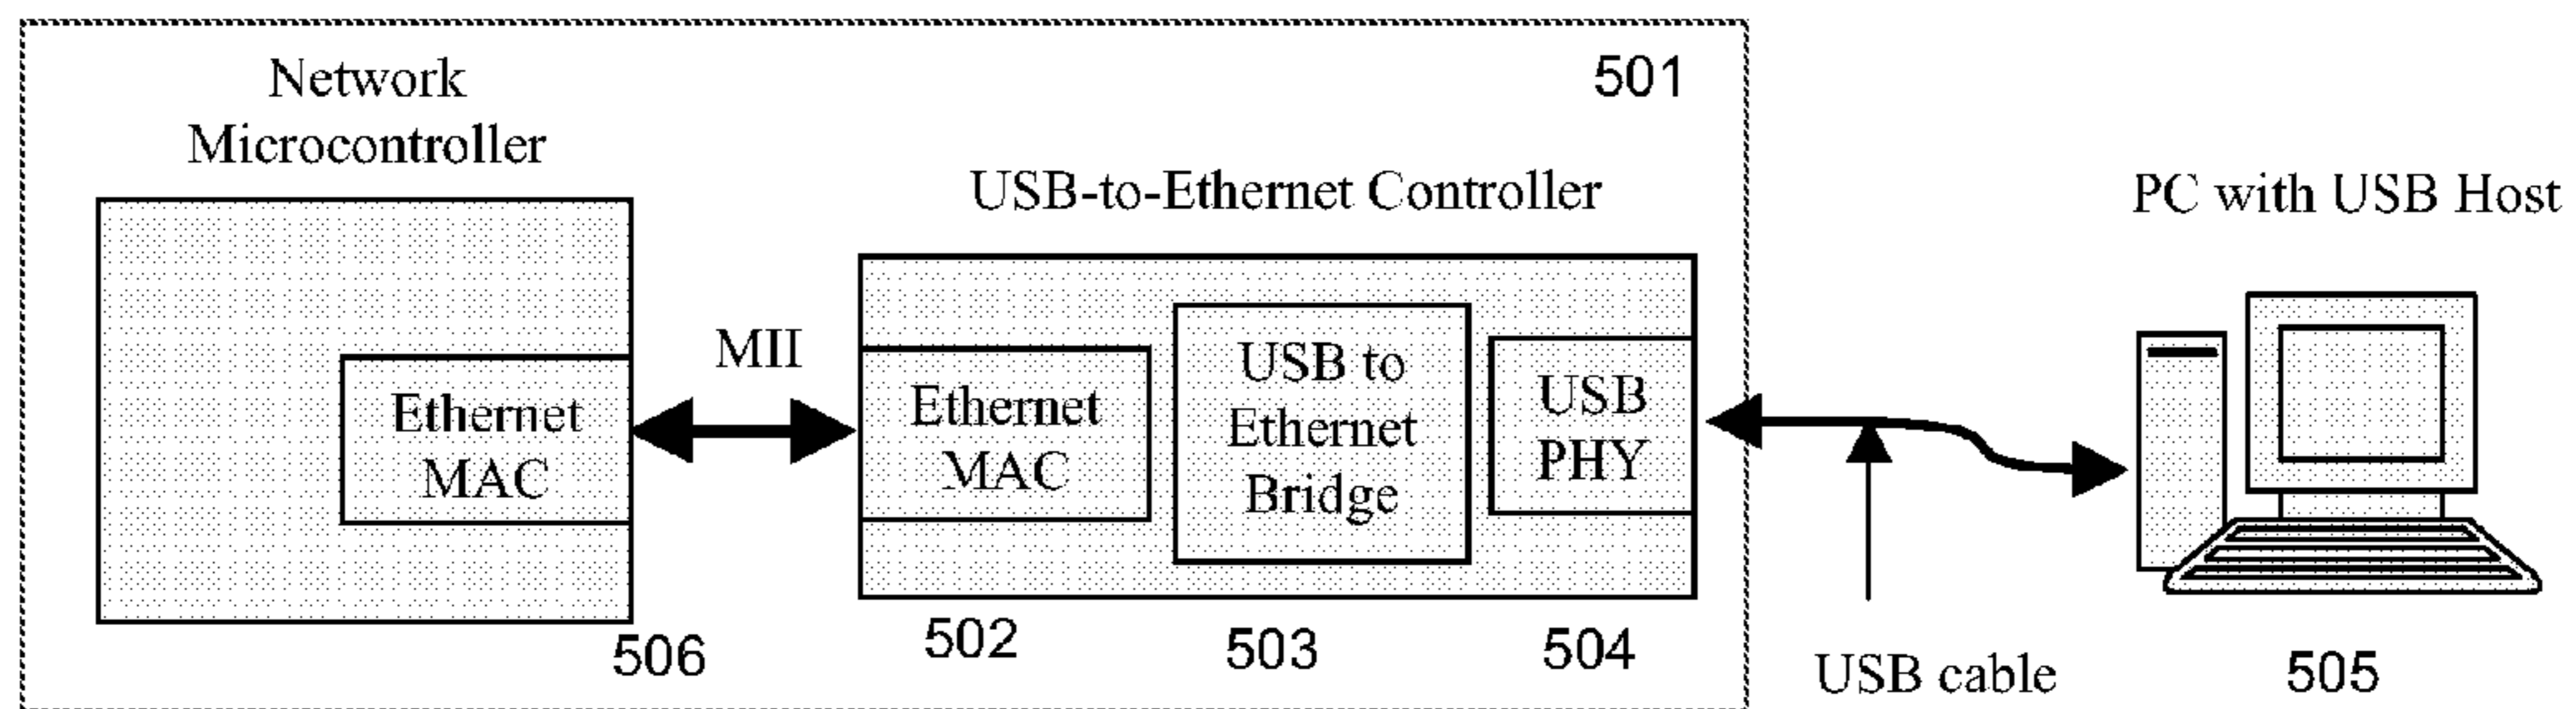 Network
Microcontroller
501
USB-to-Ethernet Controller
PC with USB Host
MII
Ethernet
MAC
Ethernet
MAC
USB to
Ethernet
Bridge
USB
PHY
506
502
503
504
USB cable
505